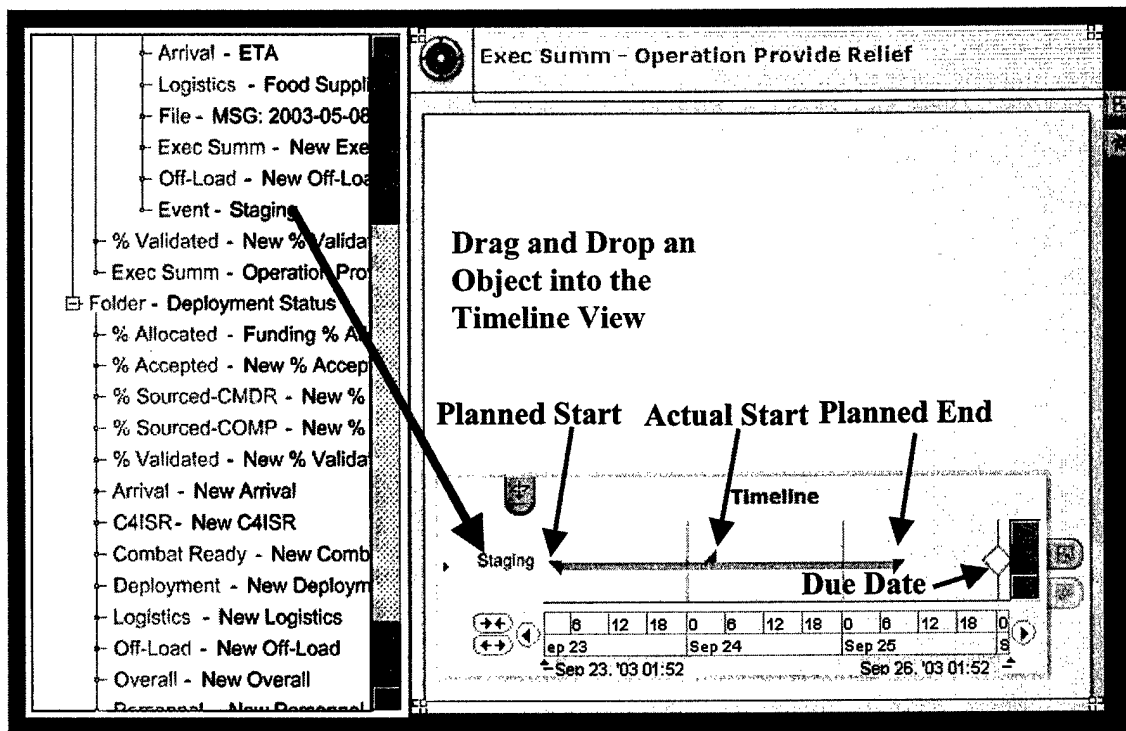 Arrival - ETA
Logistics - Food Suppli
File - MSG: 2003-05-08
Exec Summ - New Exe
Off-Load - New Off-Loa
Event - Staging
% Validated - New % Valida
Exec Summ - Operation Pro
Folder - Deployment Status
% Allocated - Funding % Al
% Accepted - New % Accep
% Sourced-CMDR - New %
% Sourced-COMP - New %
% Validated - New % Valida
Arrival - New Arrival
C4ISR - New C4ISR
Combat Ready - New Comb
Deployment - New Deploym
Logistics - New Logistics
Off-Load - New Off-Load
Overall - New Overall
Personnel - New Personnel
Exec Summ - Operation Provide Relief
Drag and Drop an
Object into the
Timeline View
Planned Start Actual Start Planned End
Timeline
Staging
Due Date
6 12 18 0 6 12 18 0 6 12 18 0
ep 23 Sep 24 Sep 25 S
Sep 23. '03 01:52 Sep 26. '03 01:52